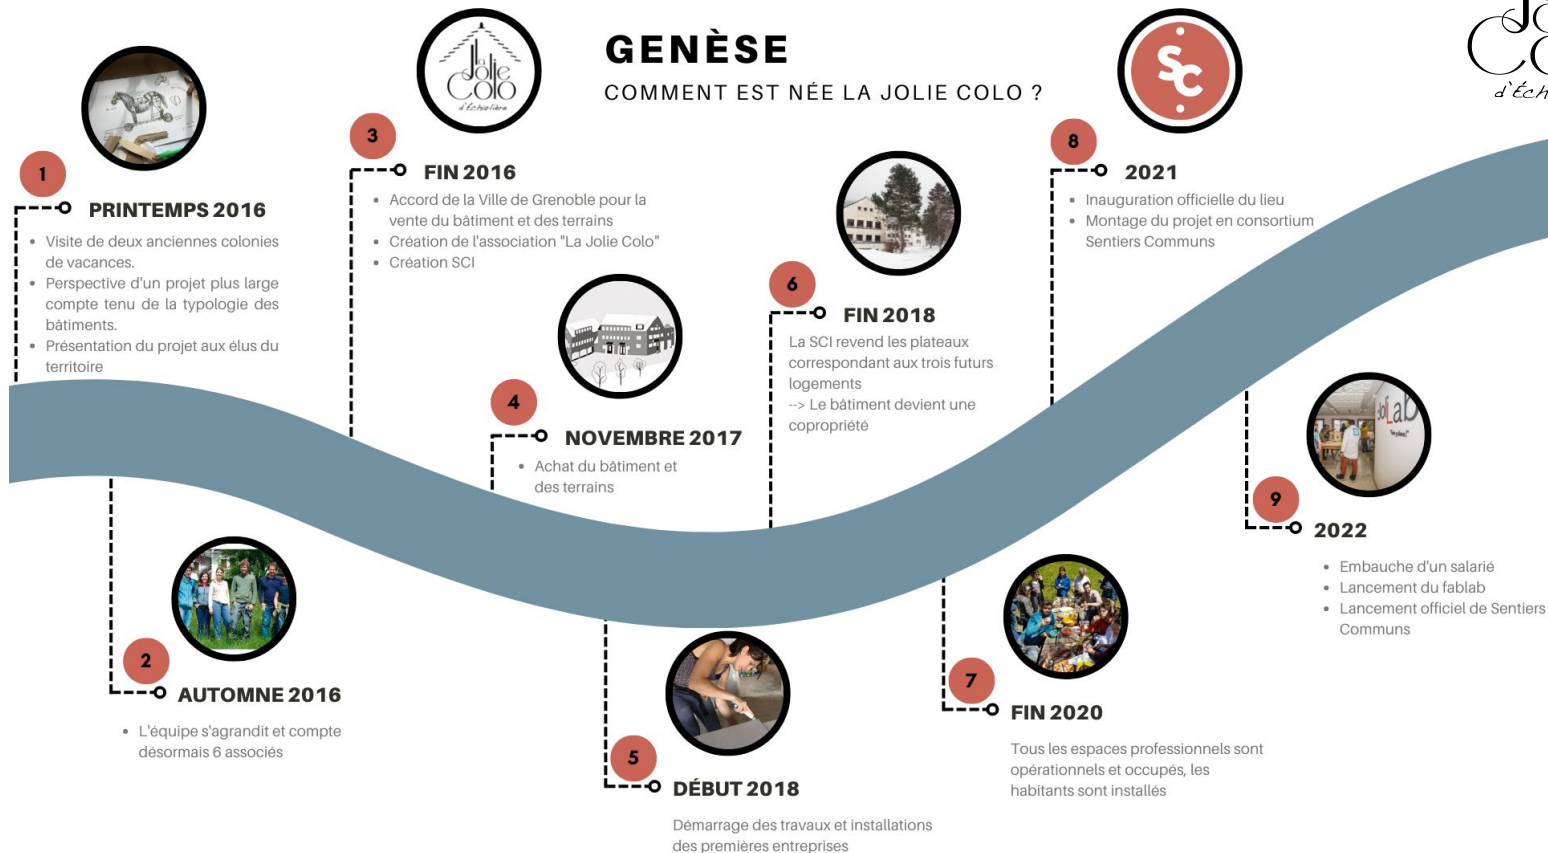 GENÈSE
COMMENT EST NÉE LA JOLIE COLO ?
la
Jolie
Colo
d'Échaolière
SC
1
PRINTEMPS 2016
Visite de deux anciennes colonies
de vacances.
Perspective d'un projet plus large
compte tenu de la typologie des
bâtiments.
Présentation du projet aux élus du
territoire
2
AUTOMNE 2016
L'équipe s'agrandit et compte
désormais 6 associés
3
FIN 2016
Accord de la Ville de Grenoble pour la
vente du bâtiment et des terrains
Création de l'association "La Jolie Colo"
Création SCI
4
NOVEMBRE 2017
Achat du bâtiment et
des terrains
5
DÉBUT 2018
Démarrage des travaux et installations
des premières entreprises
6
FIN 2018
La SCI revend les plateaux
correspondant aux trois futurs
logements
--> Le bâtiment devient une
copropriété
7
FIN 2020
Tous les espaces professionnels sont
opérationnels et occupés, les
habitants sont installés
8
2021
Inauguration officielle du lieu
Montage du projet en consortium
Sentiers Communs
9
2022
Embauche d'un salarié
Lancement du fablab
Lancement officiel de Sentiers
Communs